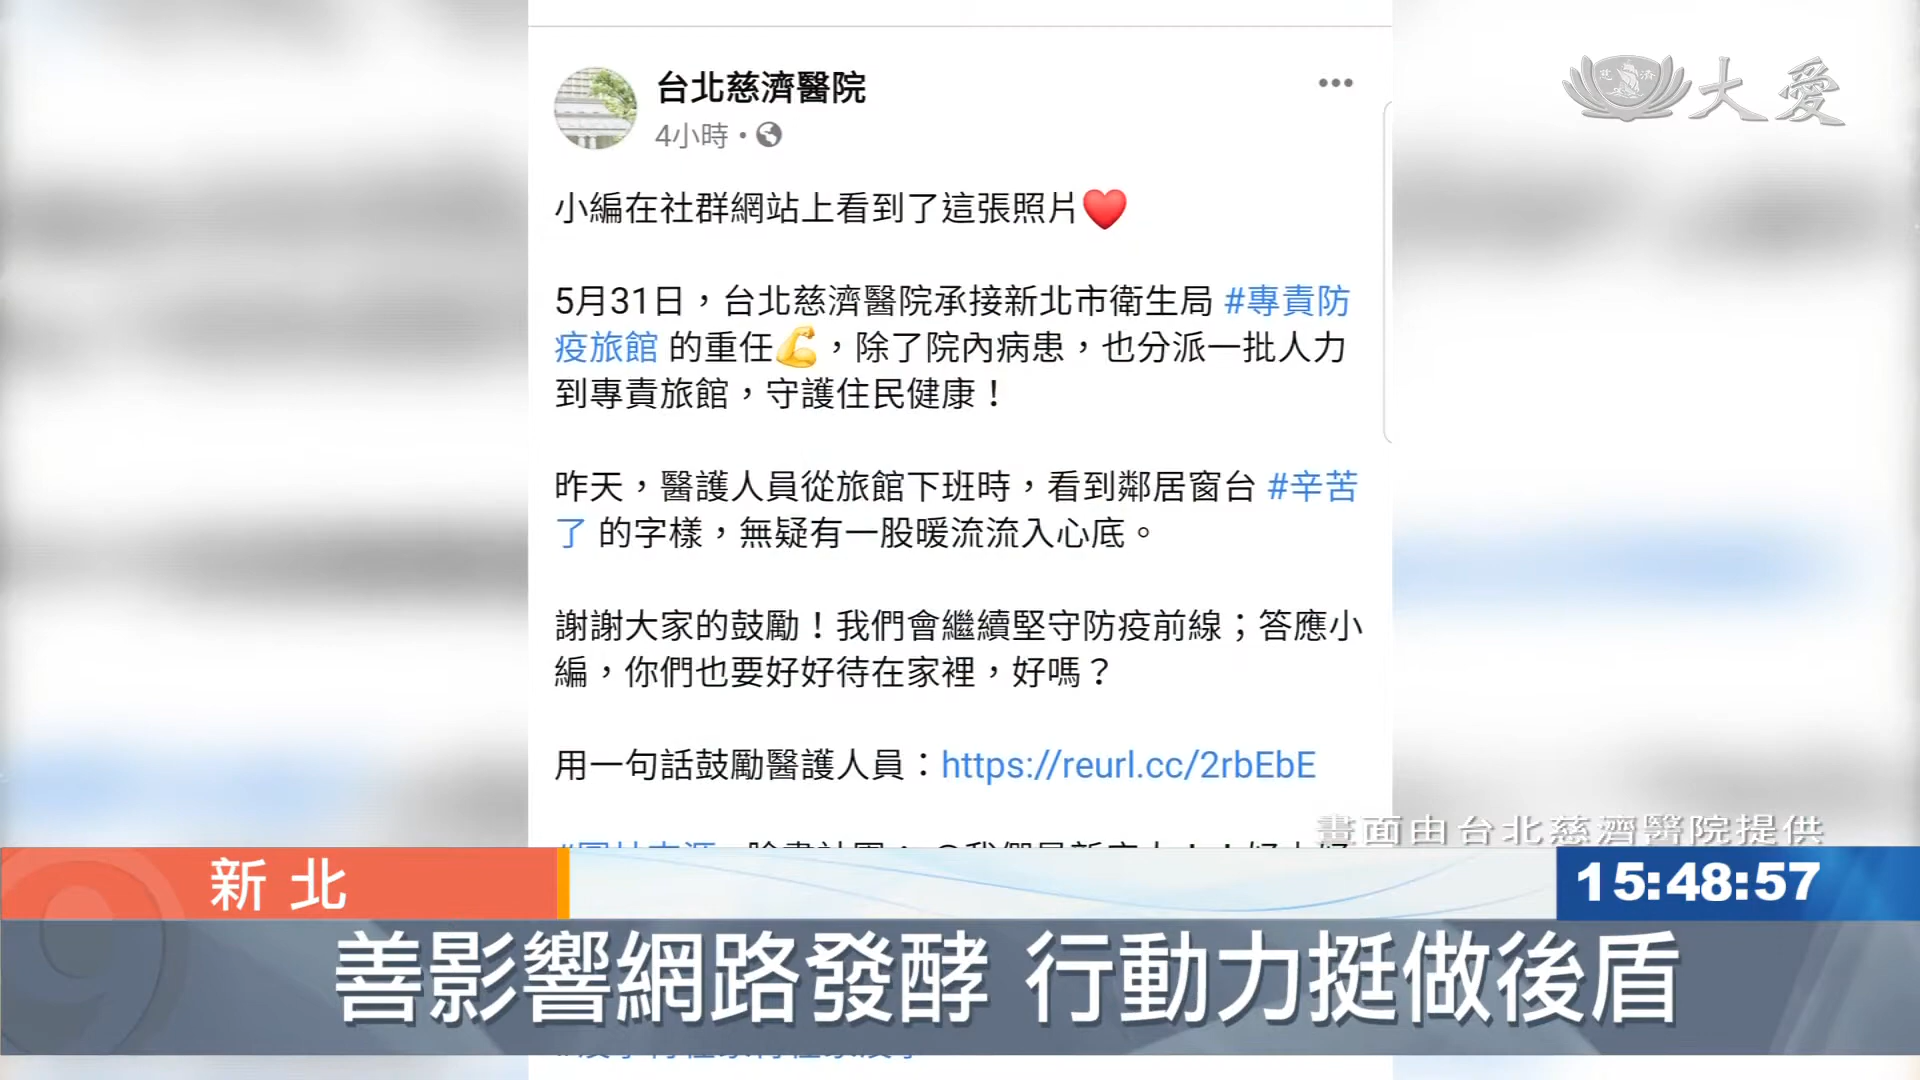 台北慈濟醫院
4小時
大愛
小編在社群網站上看到了這張照片❤️
5月31日，台北慈濟醫院承接新北市衛生局 #專責防
疫旅館 的重任💪，除了院內病患，也分派一批人力
到專責旅館，守護住民健康！
昨天，醫護人員從旅館下班時，看到鄰居窗台 #辛苦
了 的字樣，無疑有一股暖流流入心底。
謝謝大家的鼓勵！我們會繼續堅守防疫前線；答應小
編，你們也要好好待在家裡，好嗎？
用一句話鼓勵醫護人員：https://reurl.cc/2rbEbE
畫面由台北慈濟醫院提供
新北
15:48:57
善影響網路發酵 行動力挺做後盾